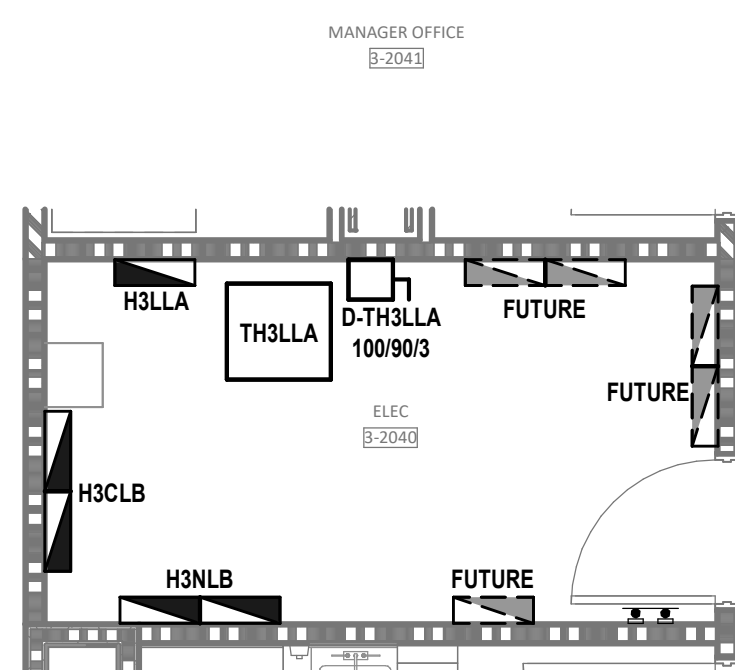 MANAGER OFFICE
3-2041
H3LLA
TH3LLA
D-TH3LLA
100/90/3
FUTURE
FUTURE
ELEC
3-2040
H3CLB
H3NLB
FUTURE